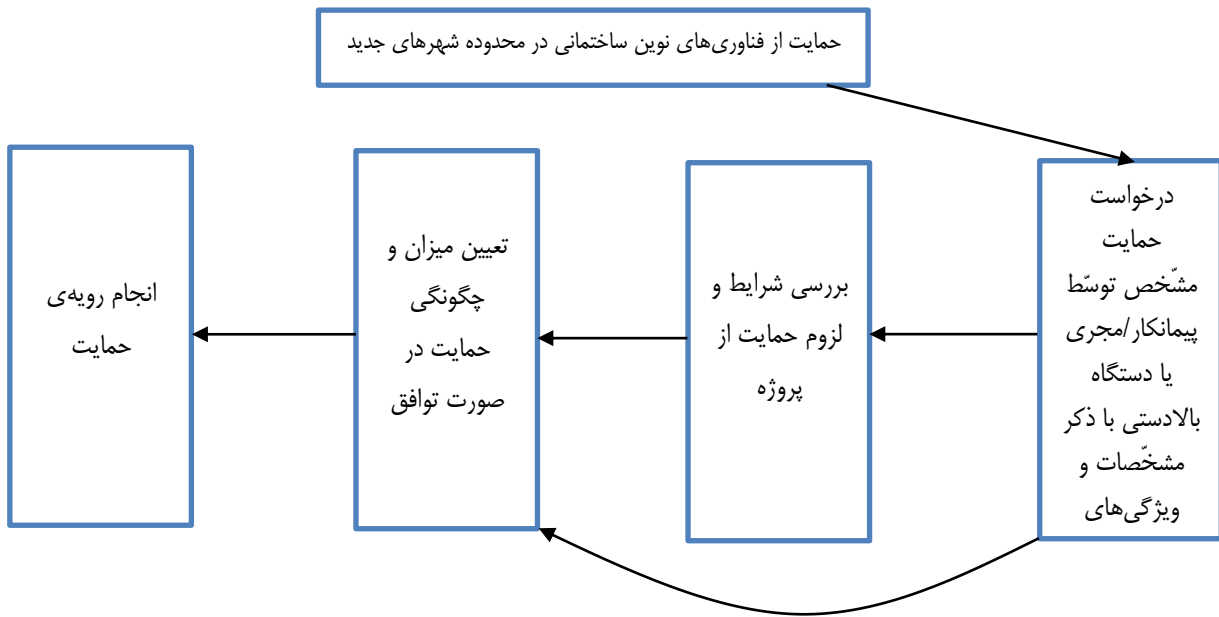 حمایت از فناوری‌های نوین ساختمانی در محدوده شهرهای جدید
درخواست
حمایت
مشّخص توسّط
پیمانکار/مجری
یا دستگاه
بالادستی با ذکر
مشخّصات و
ویژگی‌های
بررسی شرایط و
لزوم حمایت از
پروژه
تعیین میزان و
چگونگی
حمایت در
صورت توافق
انجام رویه‌ی
حمایت